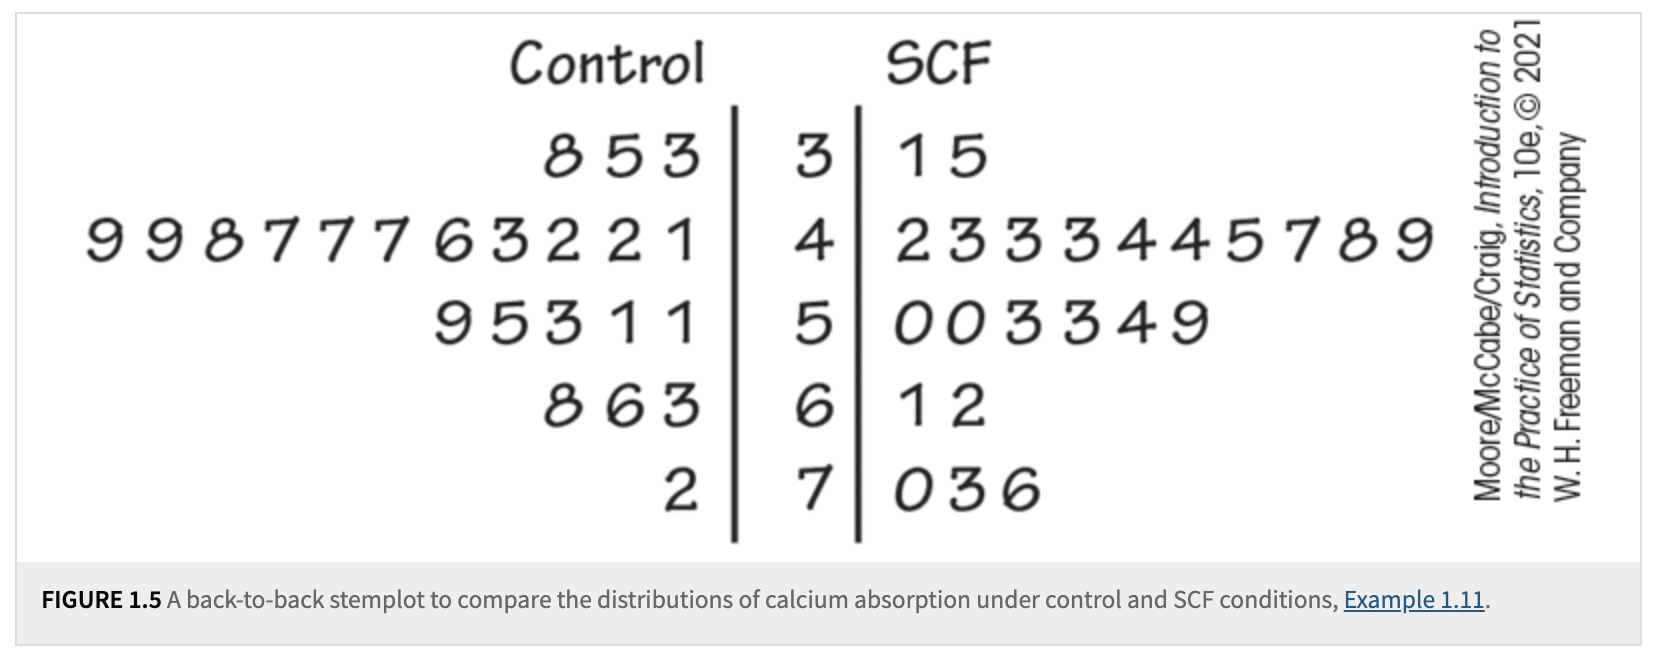 Control SCF
8 5 3 3 1 5
9 9 8 7 7 7 6 3 2 2 1 4 2 3 3 3 4 4 5 7 8 9
9 5 3 1 1 5 0 0 3 3 4 9
8 6 3 6 1 2
2 7 0 3 6
Moore/McCabe/Craig, Introduction to
the Practice of Statistics, 10e, © 2021
W. H. Freeman and Company
FIGURE 1.5 A back-to-back stemplot to compare the distributions of calcium absorption under control and SCF conditions, Example 1.11.